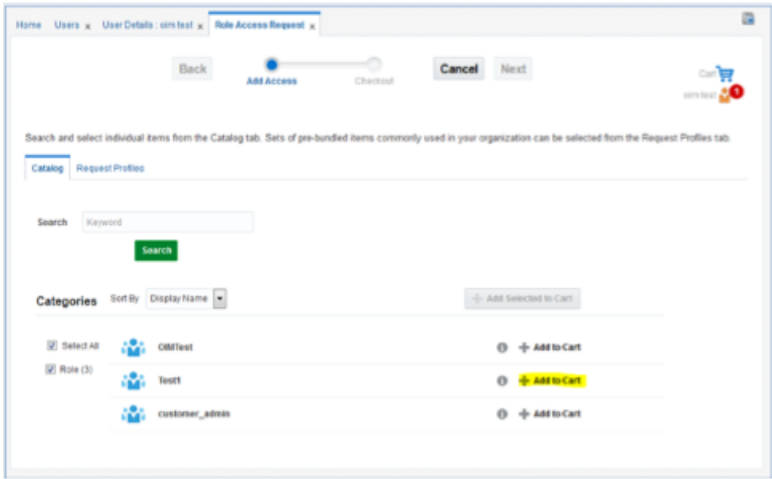 Home Users x User Details : oim test x Role Access Request x
Back Add Access Checkout Cancel Next
Cart
oim test 1
Search and select individual items from the Catalog tab. Sets of pre-bundled items commonly used in your organization can be selected from the Request Profiles tab.
Catalog Request Profiles
Search Keyword
Search
Categories Sort By Display Name Add Selected to Cart
Select All OIMTest Add to Cart
Role (3) Test1 Add to Cart
customer_admin Add to Cart